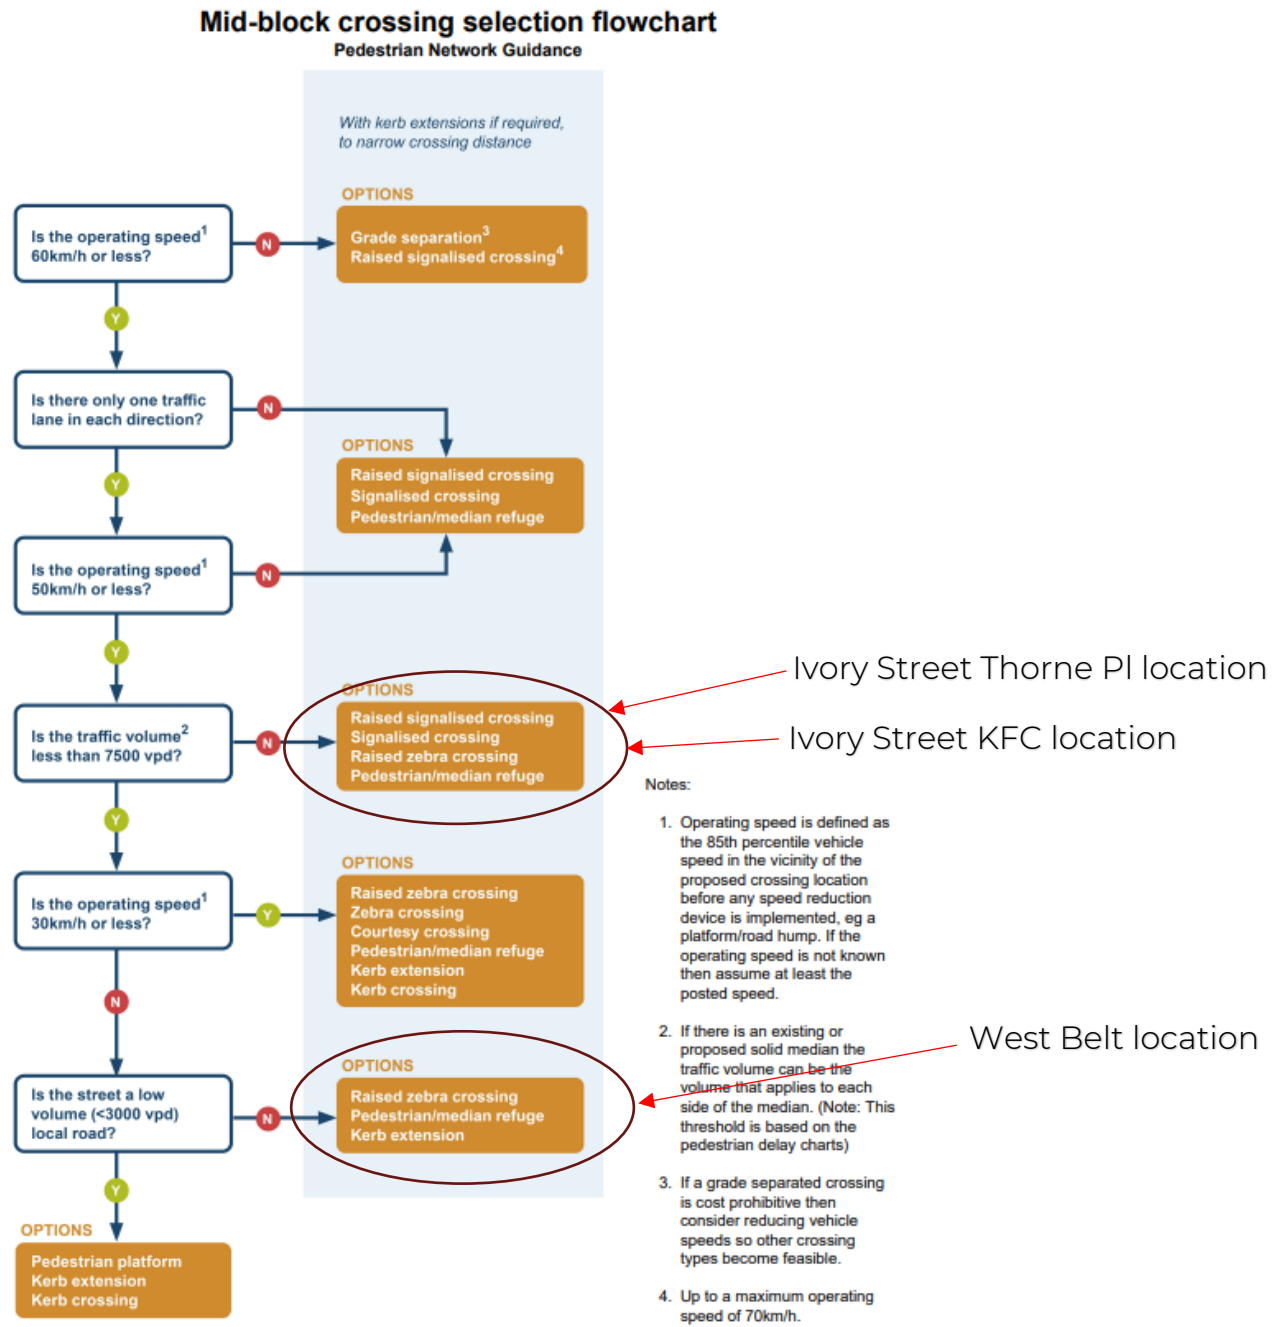 Mid-block crossing selection flowchart
Pedestrian Network Guidance
With kerb extensions if required,
to narrow crossing distance
OPTIONS
Is the operating speed1
60km/h or less?
N
Grade separation3
Raised signalised crossing4
Y
Is there only one traffic
lane in each direction?
N
OPTIONS
Raised signalised crossing
Signalised crossing
Pedestrian/median refuge
Y
Is the operating speed1
50km/h or less?
N
Y
Ivory Street Thorne Pl location
Ivory Street KFC location
OPTIONS
Is the traffic volume2
less than 7500 vpd?
N
Raised signalised crossing
Signalised crossing
Raised zebra crossing
Pedestrian/median refuge
Y
OPTIONS
Is the operating speed1
30km/h or less?
Y
Raised zebra crossing
Zebra crossing
Courtesy crossing
Pedestrian/median refuge
Kerb extension
Kerb crossing
N
OPTIONS
Is the street a low
volume (<3000 vpd)
local road?
N
Raised zebra crossing
Pedestrian/median refuge
Kerb extension
West Belt location
Y
OPTIONS
Pedestrian platform
Kerb extension
Kerb crossing
Notes:
1. Operating speed is defined as
the 85th percentile vehicle
speed in the vicinity of the
proposed crossing location
before any speed reduction
device is implemented, eg a
platform/road hump. If the
operating speed is not known
then assume at least the
posted speed.
2. If there is an existing or
proposed solid median the
traffic volume can be the
volume that applies to each
side of the median. (Note: This
threshold is based on the
pedestrian delay charts)
3. If a grade separated crossing
is cost prohibitive then
consider reducing vehicle
speeds so other crossing
types become feasible.
4. Up to a maximum operating
speed of 70km/h.